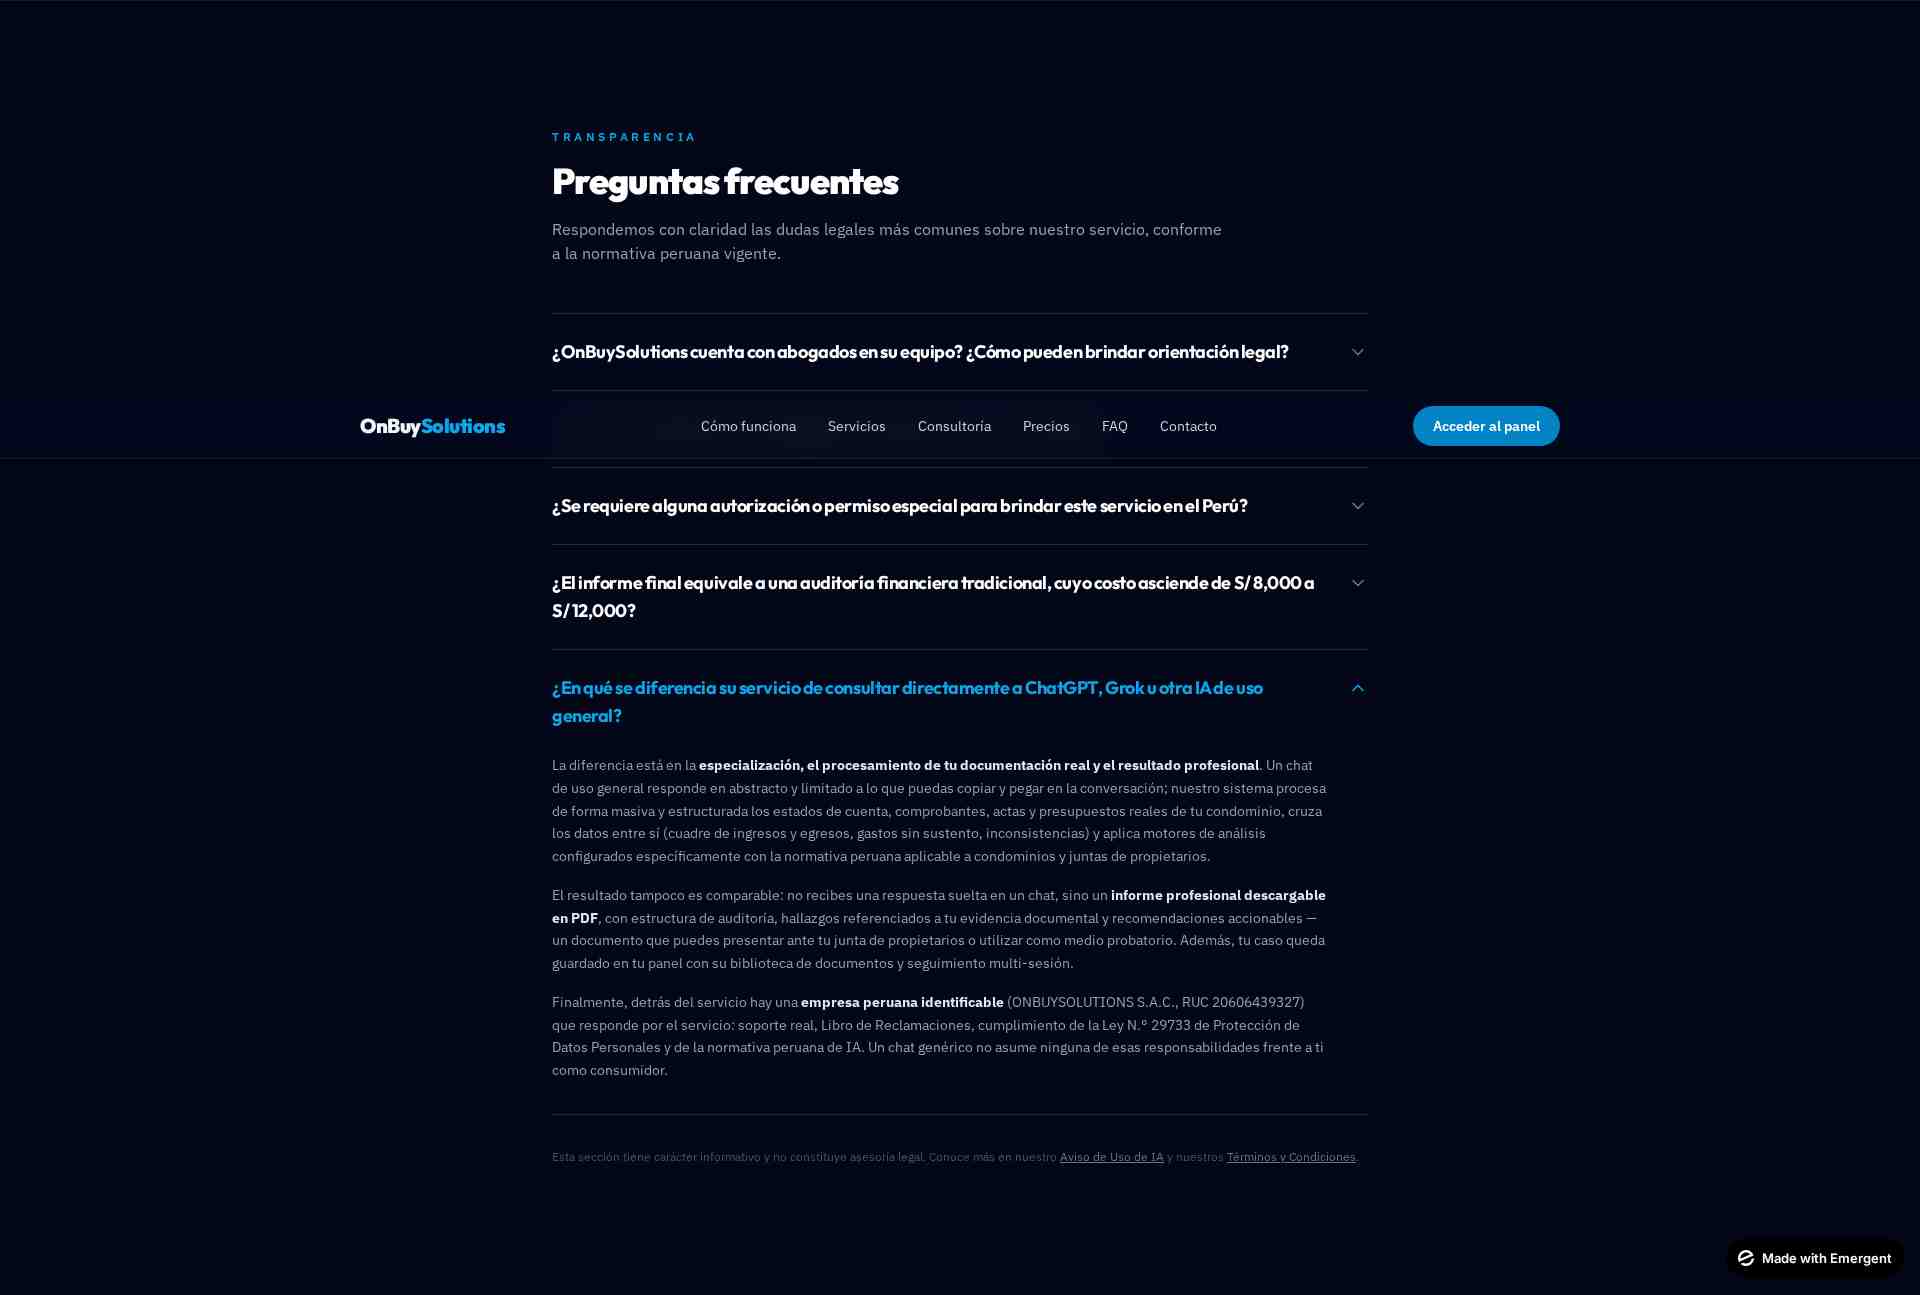 TRANSPARENCIA
Preguntas frecuentes
Respondemos con claridad las dudas legales más comunes sobre nuestro servicio, conforme
a la normativa peruana vigente.
¿OnBuySolutions cuenta con abogados en su equipo? ¿Cómo pueden brindar orientación legal?
OnBuySolutions
Cómo funciona
Servicios
Consultoría
Precios
FAQ
Contacto
Acceder al panel
¿Se requiere alguna autorización o permiso especial para brindar este servicio en el Perú?
¿El informe final equivale a una auditoría financiera tradicional, cuyo costo asciende de S/ 8,000 a
S/ 12,000?
¿En qué se diferencia su servicio de consultar directamente a ChatGPT, Grok u otra IA de uso
general?
La diferencia está en la especialización, el procesamiento de tu documentación real y el resultado profesional. Un chat
de uso general responde en abstracto y limitado a lo que puedas copiar y pegar en la conversación; nuestro sistema procesa
de forma masiva y estructurada los estados de cuenta, comprobantes, actas y presupuestos reales de tu condominio, cruza
los datos entre sí (cuadre de ingresos y egresos, gastos sin sustento, inconsistencias) y aplica motores de análisis
configurados específicamente con la normativa peruana aplicable a condominios y juntas de propietarios.
El resultado tampoco es comparable: no recibes una respuesta suelta en un chat, sino un informe profesional descargable
en PDF, con estructura de auditoría, hallazgos referenciados a tu evidencia documental y recomendaciones accionables —
un documento que puedes presentar ante tu junta de propietarios o utilizar como medio probatorio. Además, tu caso queda
guardado en tu panel con su biblioteca de documentos y seguimiento multi-sesión.
Finalmente, detrás del servicio hay una empresa peruana identificable (ONBUYSOLUTIONS S.A.C., RUC 20606439327)
que responde por el servicio: soporte real, Libro de Reclamaciones, cumplimiento de la Ley N.º 29733 de Protección de
Datos Personales y de la normativa peruana de IA. Un chat genérico no asume ninguna de esas responsabilidades frente a ti
como consumidor.
Esta sección tiene carácter informativo y no constituye asesoría legal. Conoce más en nuestro Aviso de Uso de IA y nuestros Términos y Condiciones.
Made with Emergent